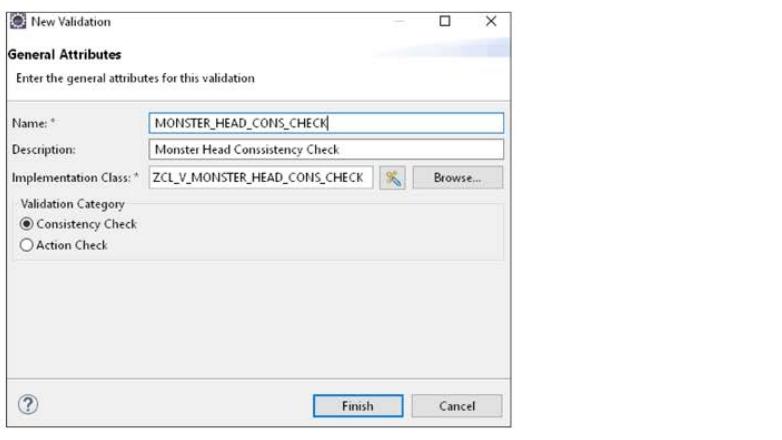 New Validation
General Attributes
Enter the general attributes for this validation
Name: *
MONSTER_HEAD_CONS_CHECK
Description:
Monster Head Conssistency Check
Implementation Class: *
ZCL_V_MONSTER_HEAD_CONS_CHECK
Browse...
Validation Category
Consistency Check
Action Check
?
Finish
Cancel